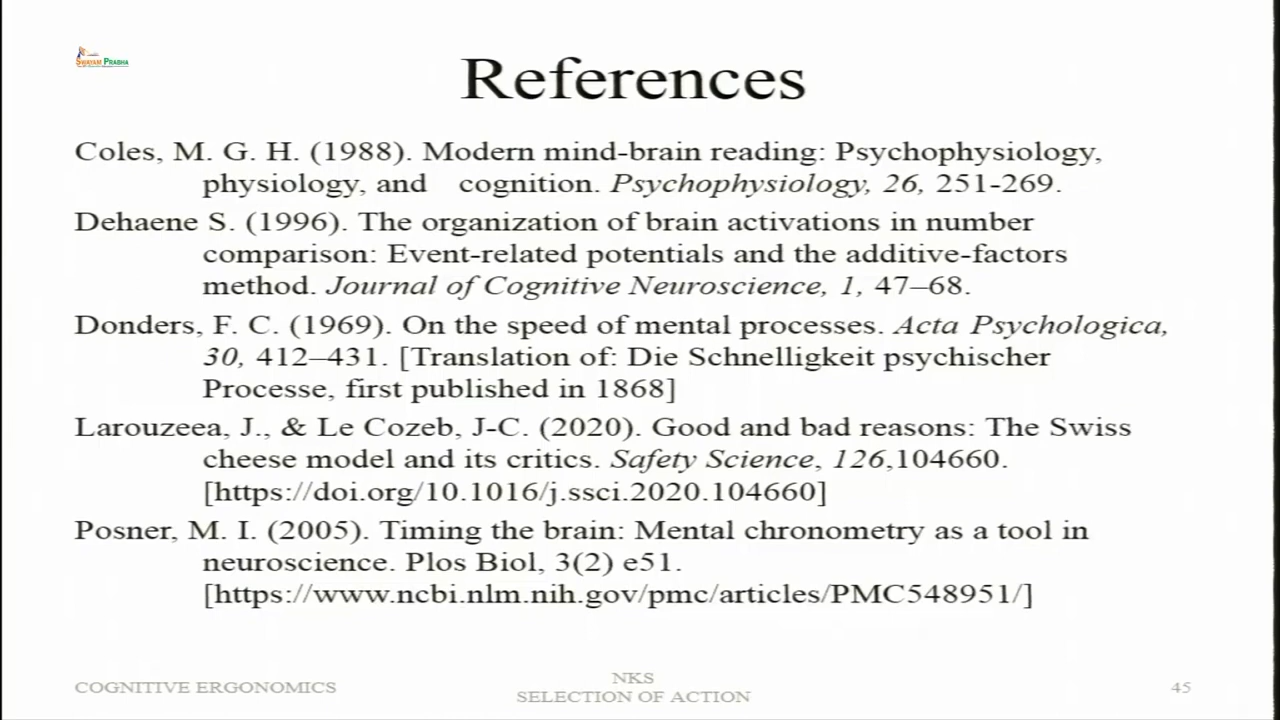 SWAYAM PRABHA
References
Coles, M. G. H. (1988). Modern mind-brain reading: Psychophysiology,
physiology, and cognition. Psychophysiology, 26, 251-269.
Dehaene S. (1996). The organization of brain activations in number
comparison: Event-related potentials and the additive-factors
method. Journal of Cognitive Neuroscience, 1, 47–68.
Donders, F. C. (1969). On the speed of mental processes. Acta Psychologica,
30, 412–431. [Translation of: Die Schnelligkeit psychischer
Processe, first published in 1868]
Larouzeea, J., & Le Cozeb, J-C. (2020). Good and bad reasons: The Swiss
cheese model and its critics. Safety Science, 126,104660.
[https://doi.org/10.1016/j.ssci.2020.104660]
Posner, M. I. (2005). Timing the brain: Mental chronometry as a tool in
neuroscience. Plos Biol, 3(2) e51.
[https://www.ncbi.nlm.nih.gov/pmc/articles/PMC548951/]
COGNITIVE ERGONOMICS
NKS
SELECTION OF ACTION
45